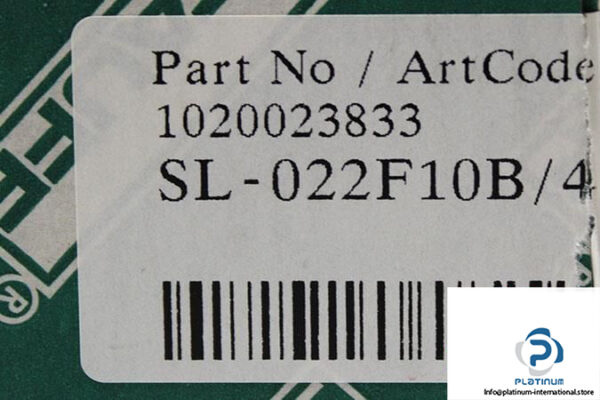 Part No / ArtCode
1020023833
SL-022F10B/4
®
PLATINUM
Info@platinum-international.store